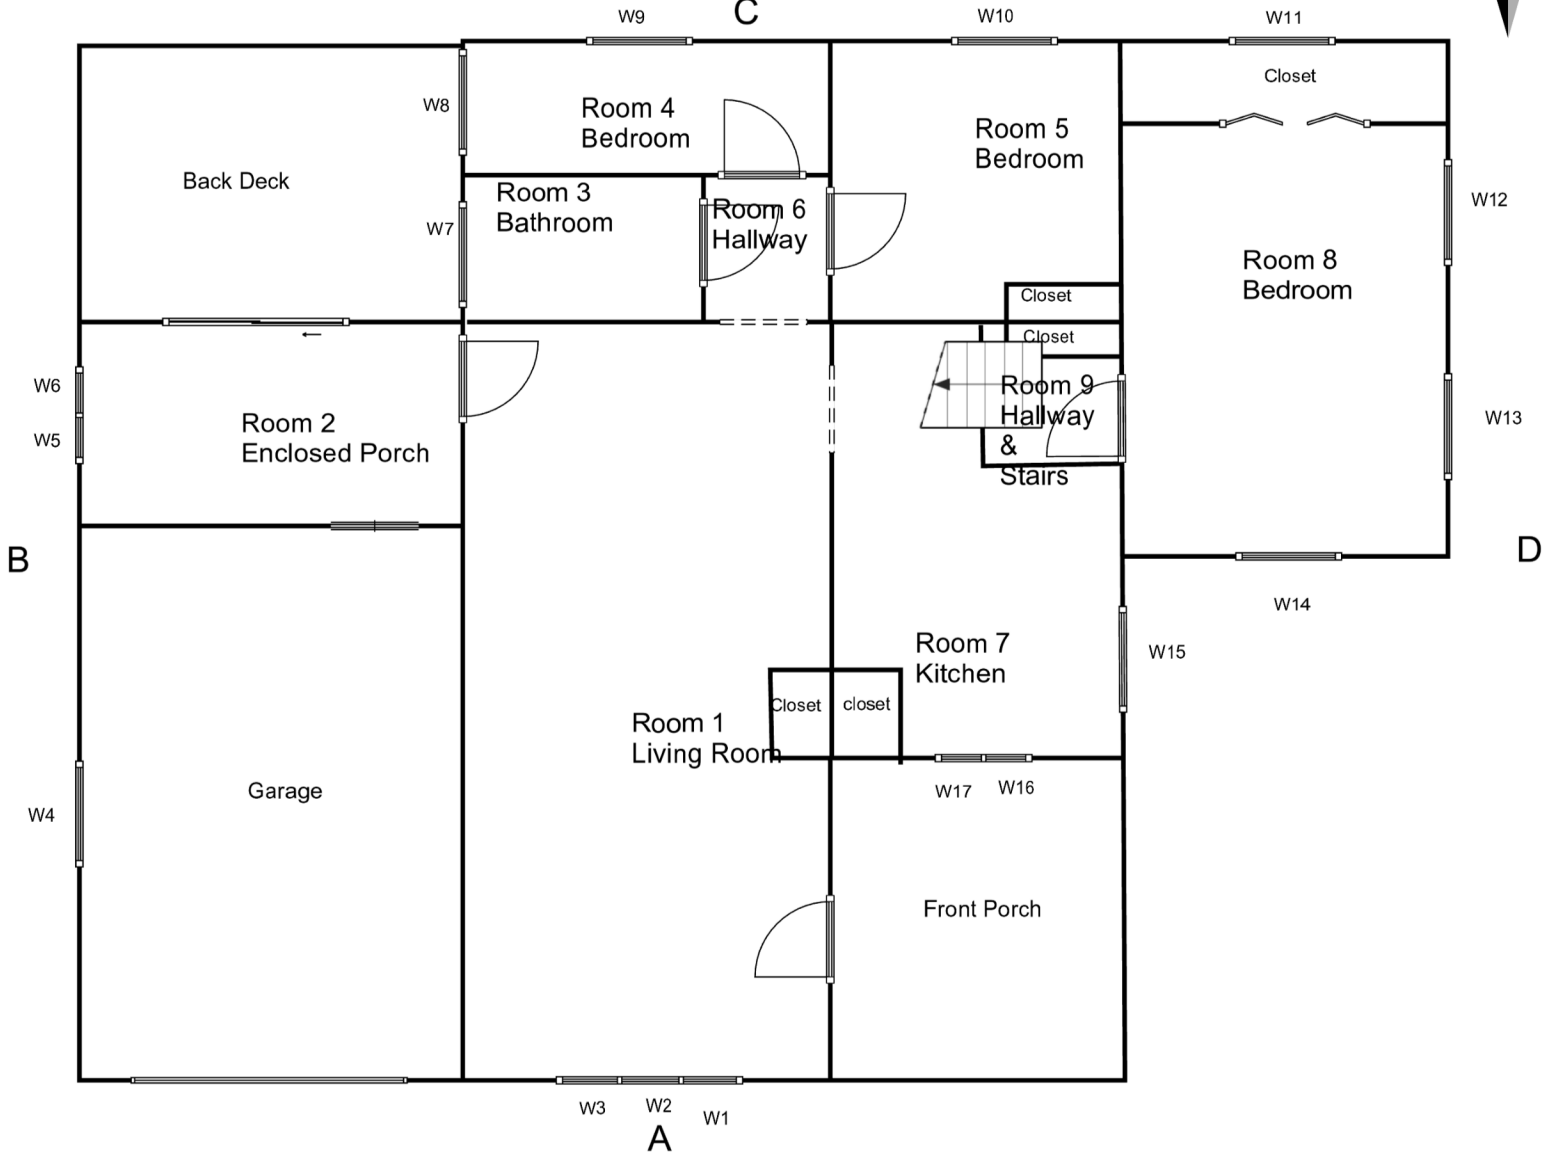 C
W9
W10
W11
Closet
W8
Room 4
Bedroom
Room 5
Bedroom
Back Deck
Room 3
Bathroom
Room 6
Hallway
W7
W12
Room 8
Bedroom
Closet
Closet
W6
W5
Room 2
Enclosed Porch
Room 9
Hallway
&
Stairs
W13
B
D
W14
Room 7
Kitchen
W15
Closet
closet
Room 1
Living Room
W17
W16
Garage
W4
Front Porch
W3
W2
W1
A